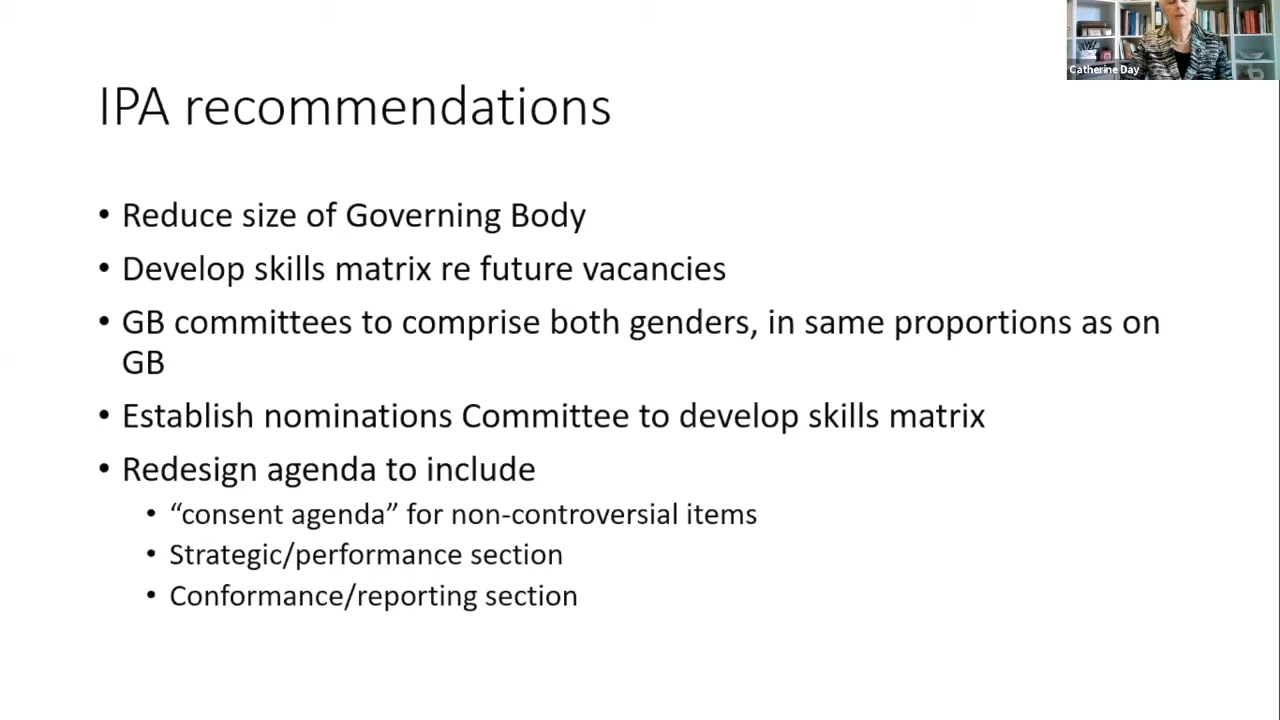 Catherine Day
IPA recommendations
• Reduce size of Governing Body
• Develop skills matrix re future vacancies
• GB committees to comprise both genders, in same proportions as on
GB
• Establish nominations Committee to develop skills matrix
• Redesign agenda to include
• “consent agenda” for non-controversial items
• Strategic/performance section
• Conformance/reporting section